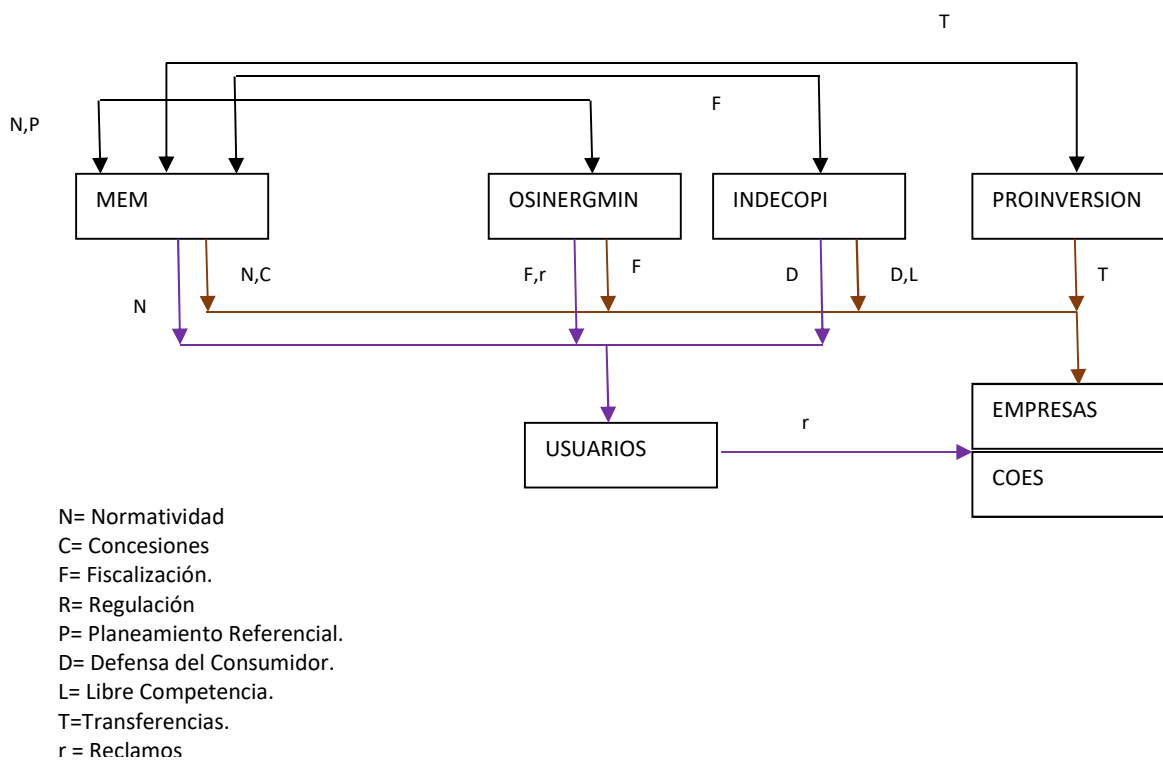 T
F
N,P
MEM
OSINERGMIN
INDECOPI
PROINVERSION
N,C
F,r
F
D
D,L
T
N
EMPRESAS
r
USUARIOS
COES
N= Normatividad
C= Concesiones
F= Fiscalización.
R= Regulación
P= Planeamiento Referencial.
D= Defensa del Consumidor.
L= Libre Competencia.
T=Transferencias.
r = Reclamos